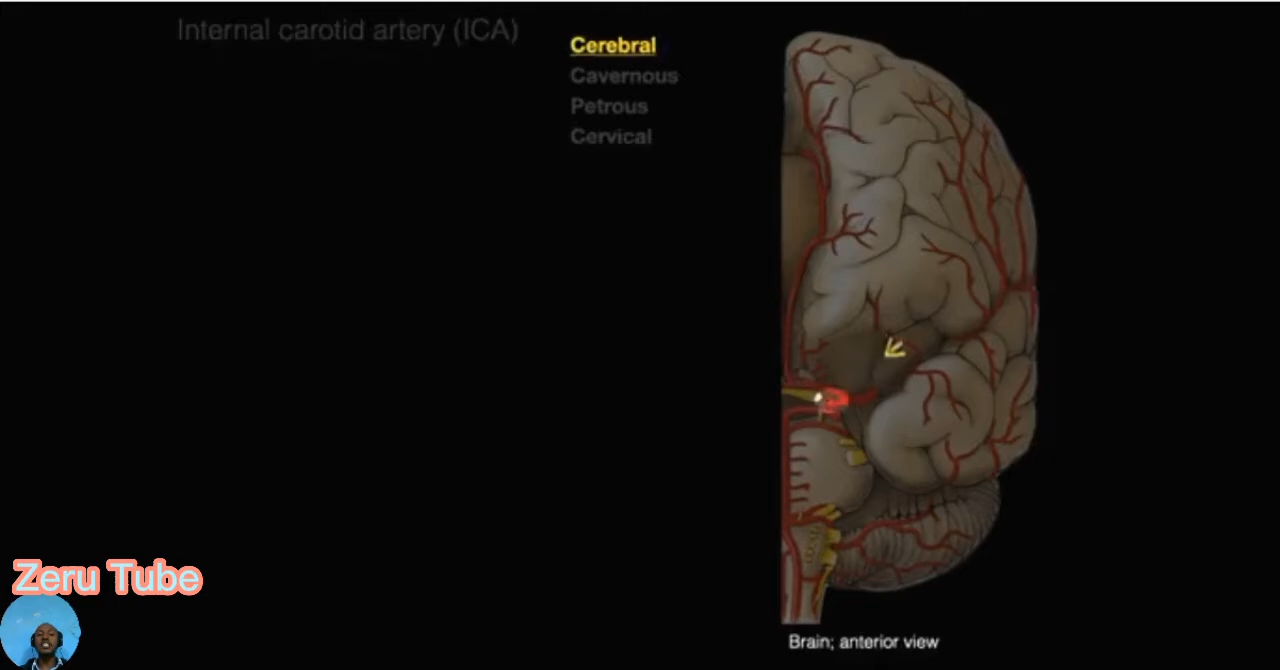 Internal carotid artery (ICA)
Cerebral
Cavernous
Petrous
Cervical
Zeru Tube
Brain; anterior view